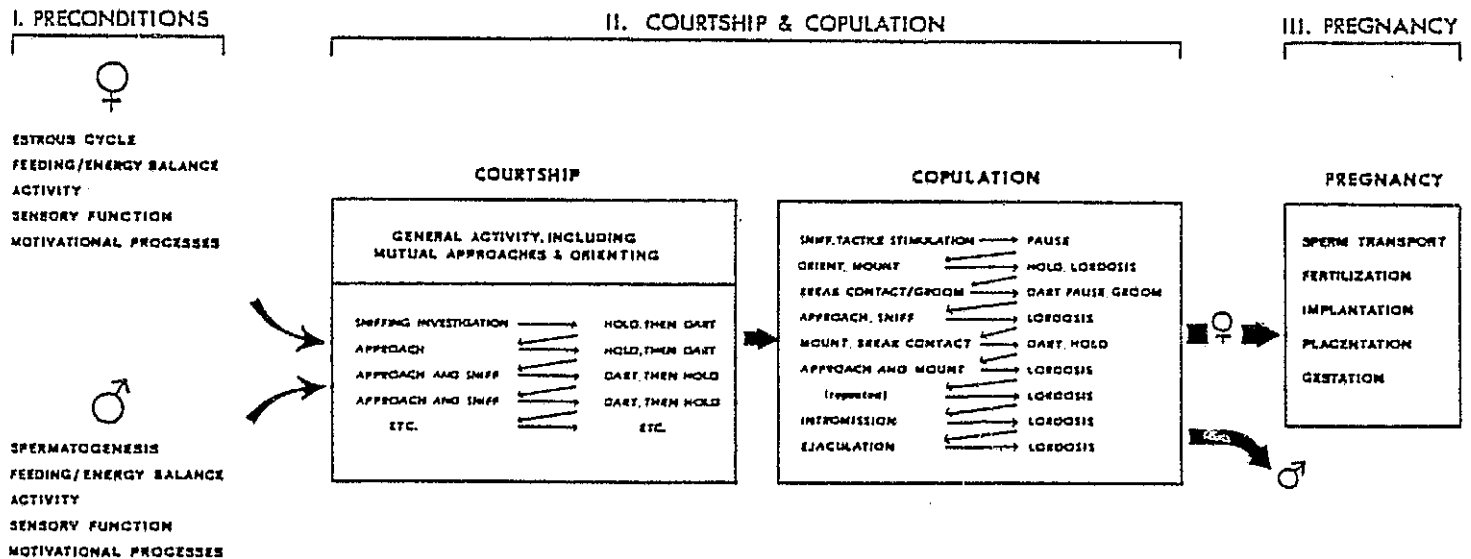 I. PRECONDITIONS
II. COURTSHIP & COPULATION
III. PREGNANCY
♀
ESTROUS CYCLE
FEEDING/ENERGY BALANCE
ACTIVITY
SENSORY FUNCTION
MOTIVATIONAL PROCESSES
♂
SPERMATOGENESIS
FEEDING/ENERGY BALANCE
ACTIVITY
SENSORY FUNCTION
MOTIVATIONAL PROCESSES
COURTSHIP
GENERAL ACTIVITY, INCLUDING
MUTUAL APPROACHES & ORIENTING
SNIFFING INVESTIGATION HOLD, THEN DART
APPROACH HOLD, THEN DART
APPROACH AND SNIFF DART, THEN HOLD
APPROACH AND SNIFF DART, THEN HOLD
ETC. ETC.
COPULATION
SNIFF, TACTILE STIMULATION PAUSE
ORIENT, MOUNT HOLD, LORDOSIS
BREAK CONTACT/GROOM DART PAUSE, GROOM
APPROACH, SNIFF LORDOSIS
MOUNT, BREAK CONTACT DART, HOLD
APPROACH AND MOUNT LORDOSIS
(repeated) LORDOSIS
INTROMISSION LORDOSIS
EJACULATION LORDOSIS
♀
♂
PREGNANCY
SPERM TRANSPORT
FERTILIZATION
IMPLANTATION
PLACENTATION
GESTATION